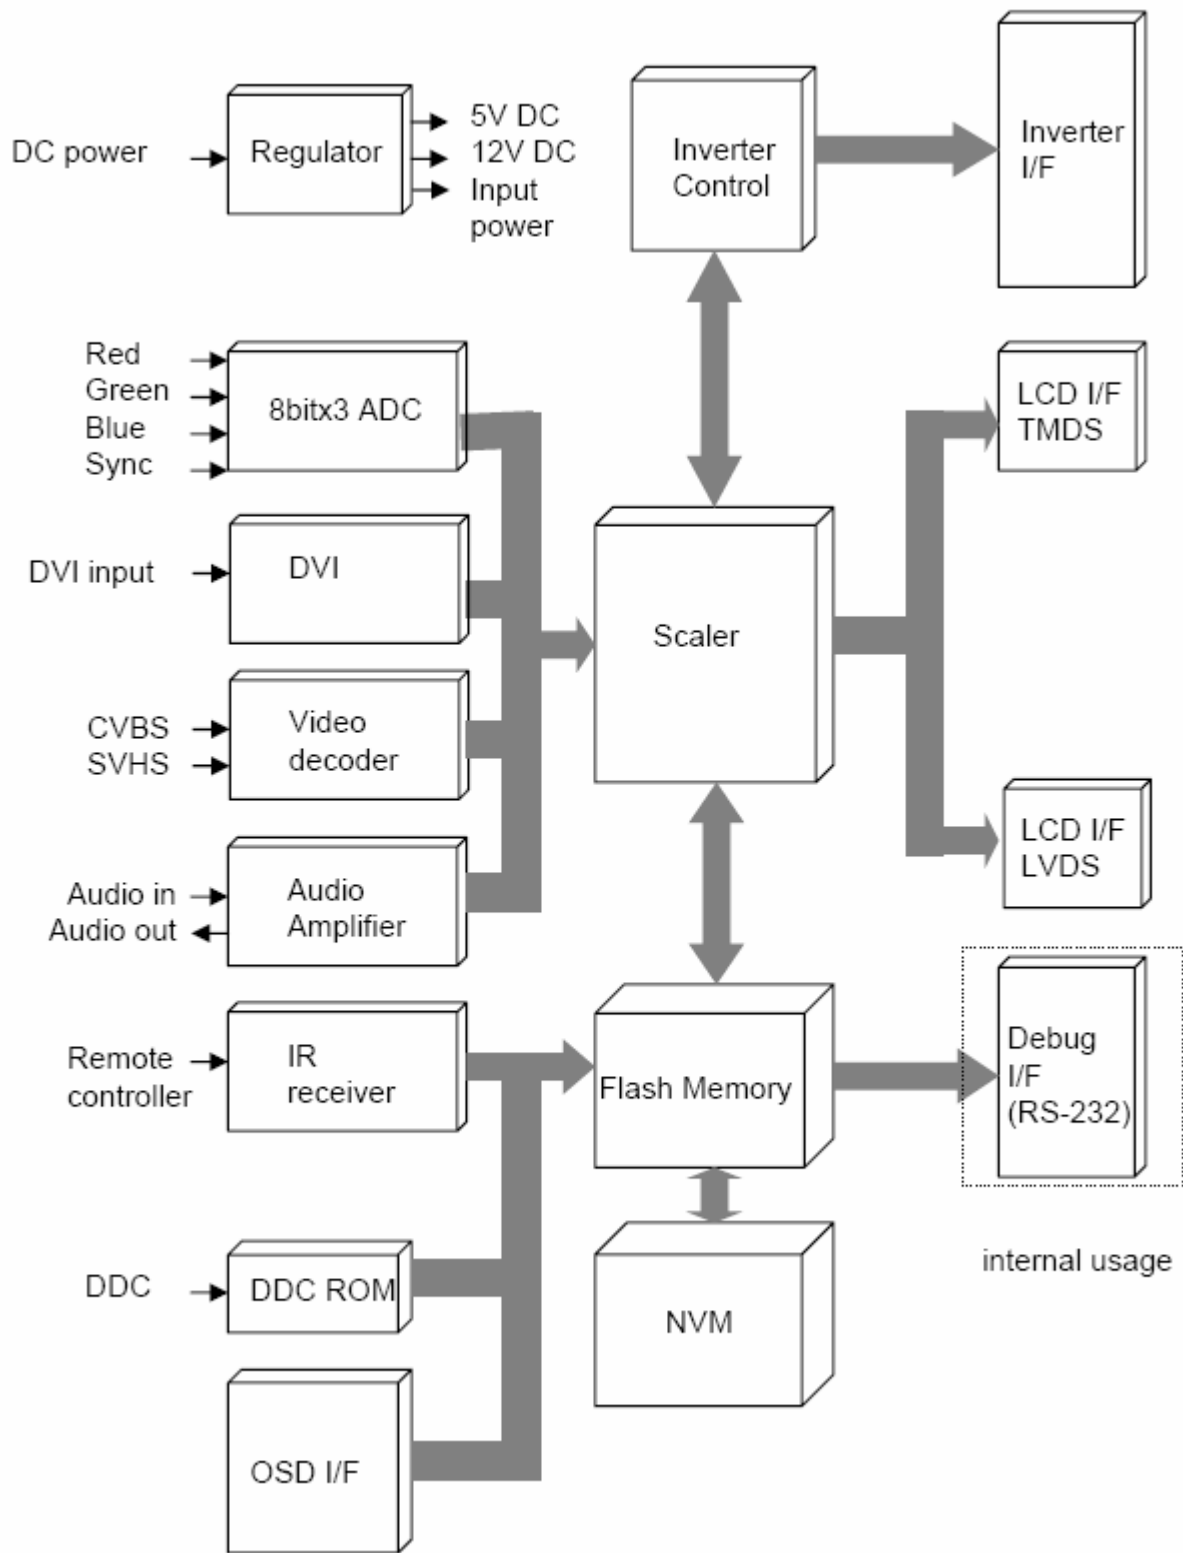 DC power
Regulator
5V DC
12V DC
Input
power
Inverter
Control
Inverter
I/F
Red
Green
Blue
Sync
8bitx3 ADC
LCD I/F
TMDS
DVI input
DVI
Scaler
CVBS
SVHS
Video
decoder
LCD I/F
LVDS
Audio in
Audio out
Audio
Amplifier
Remote
controller
IR
receiver
Flash Memory
Debug
I/F
(RS-232)
internal usage
DDC
DDC ROM
NVM
OSD I/F